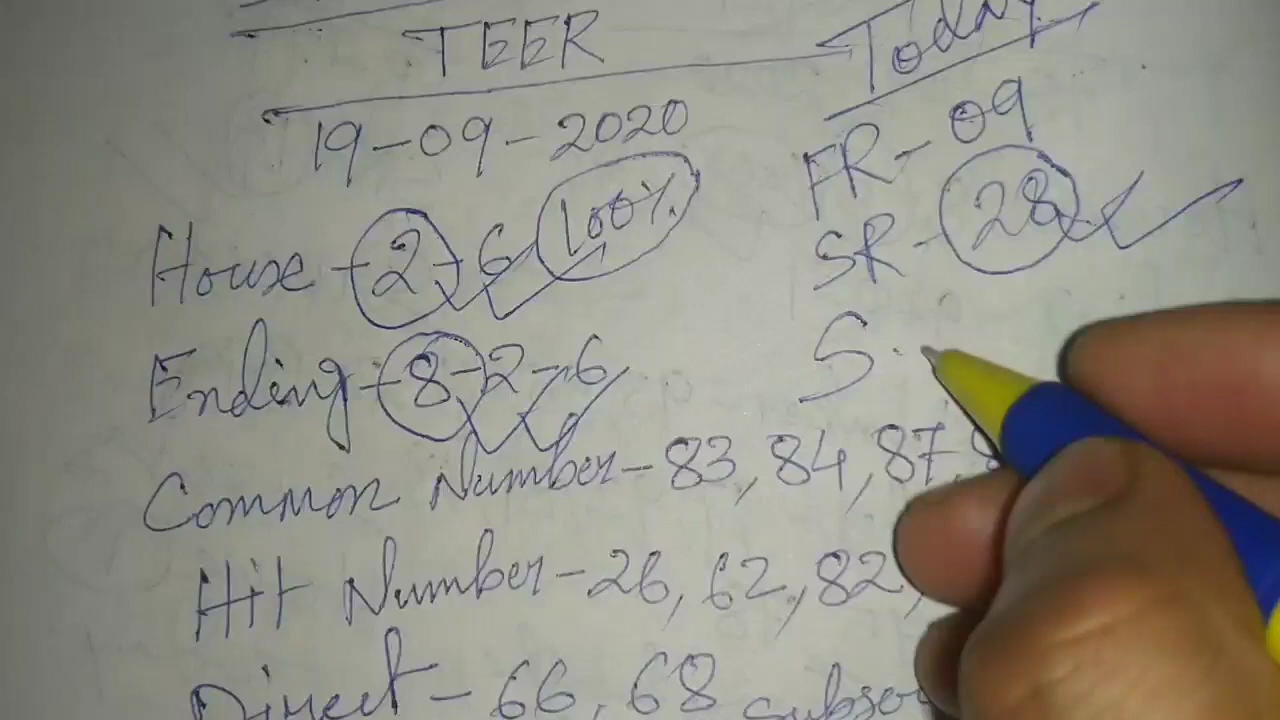 TEER
Today
19-09-2020
FR-09
SR-28
House-2-6 100%
S.
Ending-8-2-6
Common Number-83,84,87,
Hit Number-26,62,82,
Direct-66,68